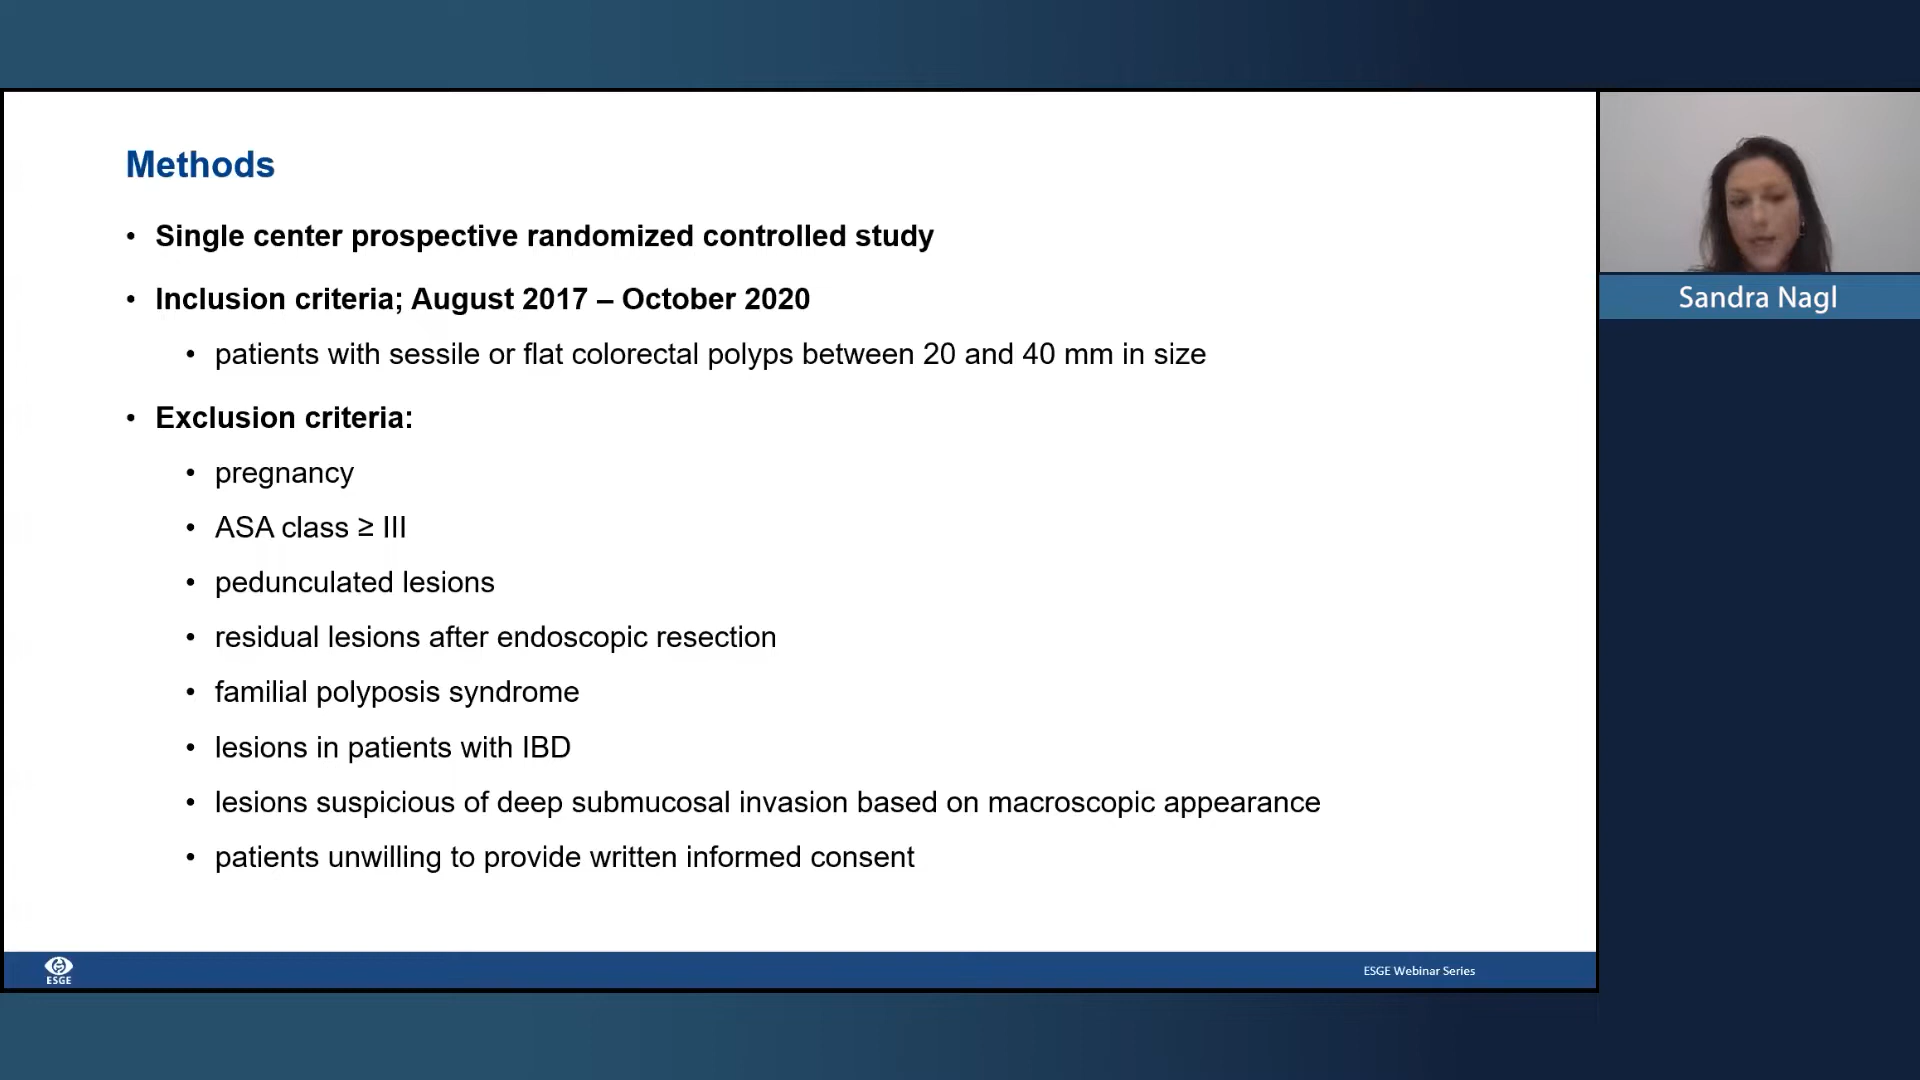 Methods
• Single center prospective randomized controlled study
• Inclusion criteria; August 2017 – October 2020
• patients with sessile or flat colorectal polyps between 20 and 40 mm in size
• Exclusion criteria:
• pregnancy
• ASA class ≥ III
• pedunculated lesions
• residual lesions after endoscopic resection
• familial polyposis syndrome
• lesions in patients with IBD
• lesions suspicious of deep submucosal invasion based on macroscopic appearance
• patients unwilling to provide written informed consent
ESGE
ESGE Webinar Series
Sandra Nagl